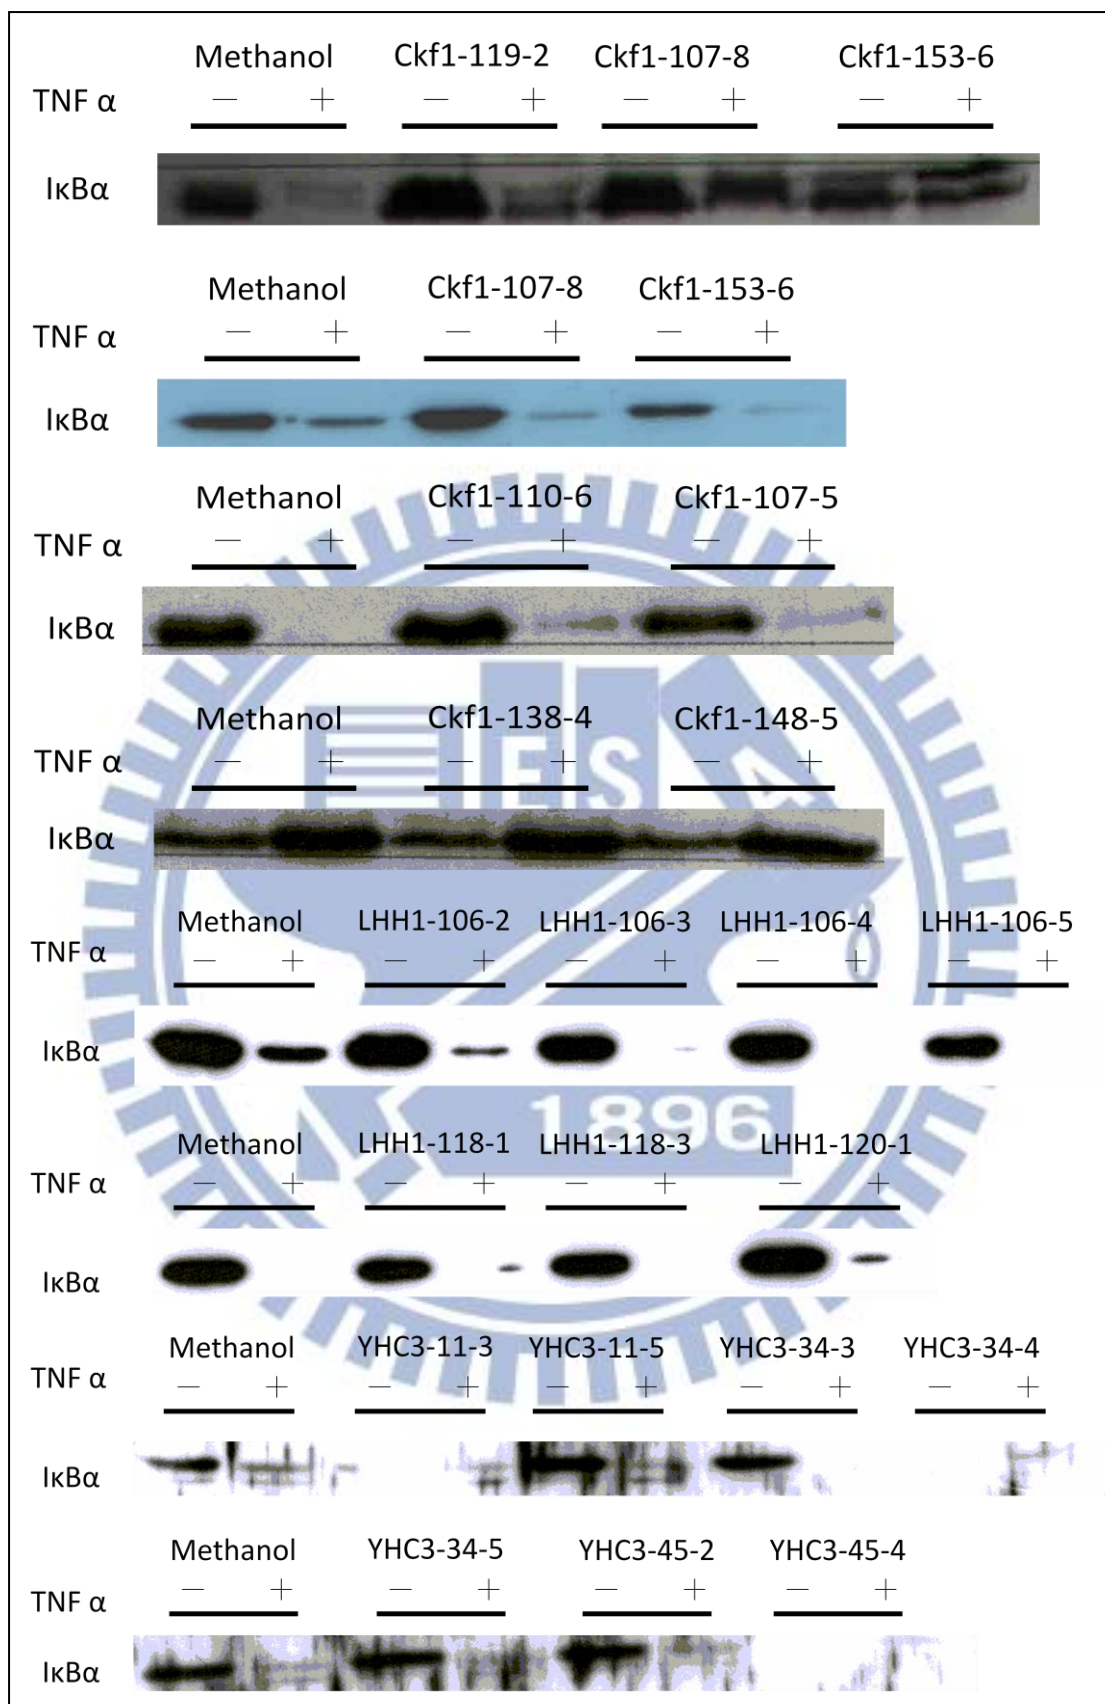 Methanol Ckf1-119-2 Ckf1-107-8 Ckf1-153-6
TNF α — + — + — + — +
IκBα
Methanol Ckf1-107-8 Ckf1-153-6
TNF α — + — + — +
IκBα
Methanol Ckf1-110-6 Ckf1-107-5
TNF α — + — + — +
IκBα
Methanol Ckf1-138-4 Ckf1-148-5
TNF α — + — + — +
IκBα
Methanol LHH1-106-2 LHH1-106-3 LHH1-106-4 LHH1-106-5
TNF α — + — + — + — + — +
IκBα
1896
Methanol LHH1-118-1 LHH1-118-3 LHH1-120-1
TNF α — + — + — + — +
IκBα
Methanol YHC3-11-3 YHC3-11-5 YHC3-34-3 YHC3-34-4
TNF α — + — + — + — + — +
IκBα
Methanol YHC3-34-5 YHC3-45-2 YHC3-45-4
TNF α — + — + — + — +
IκBα